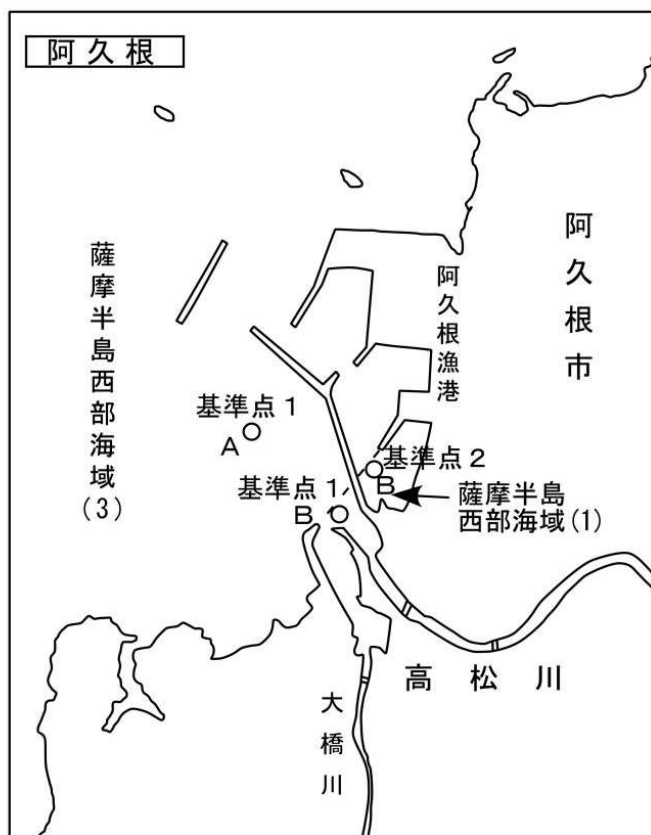 阿久根
阿久根市
阿久根漁港
薩摩半島西部海域
(3)
基準点1
A
基準点2
B
基準点1
B
薩摩半島
西部海域(1)
高松川
大橋川